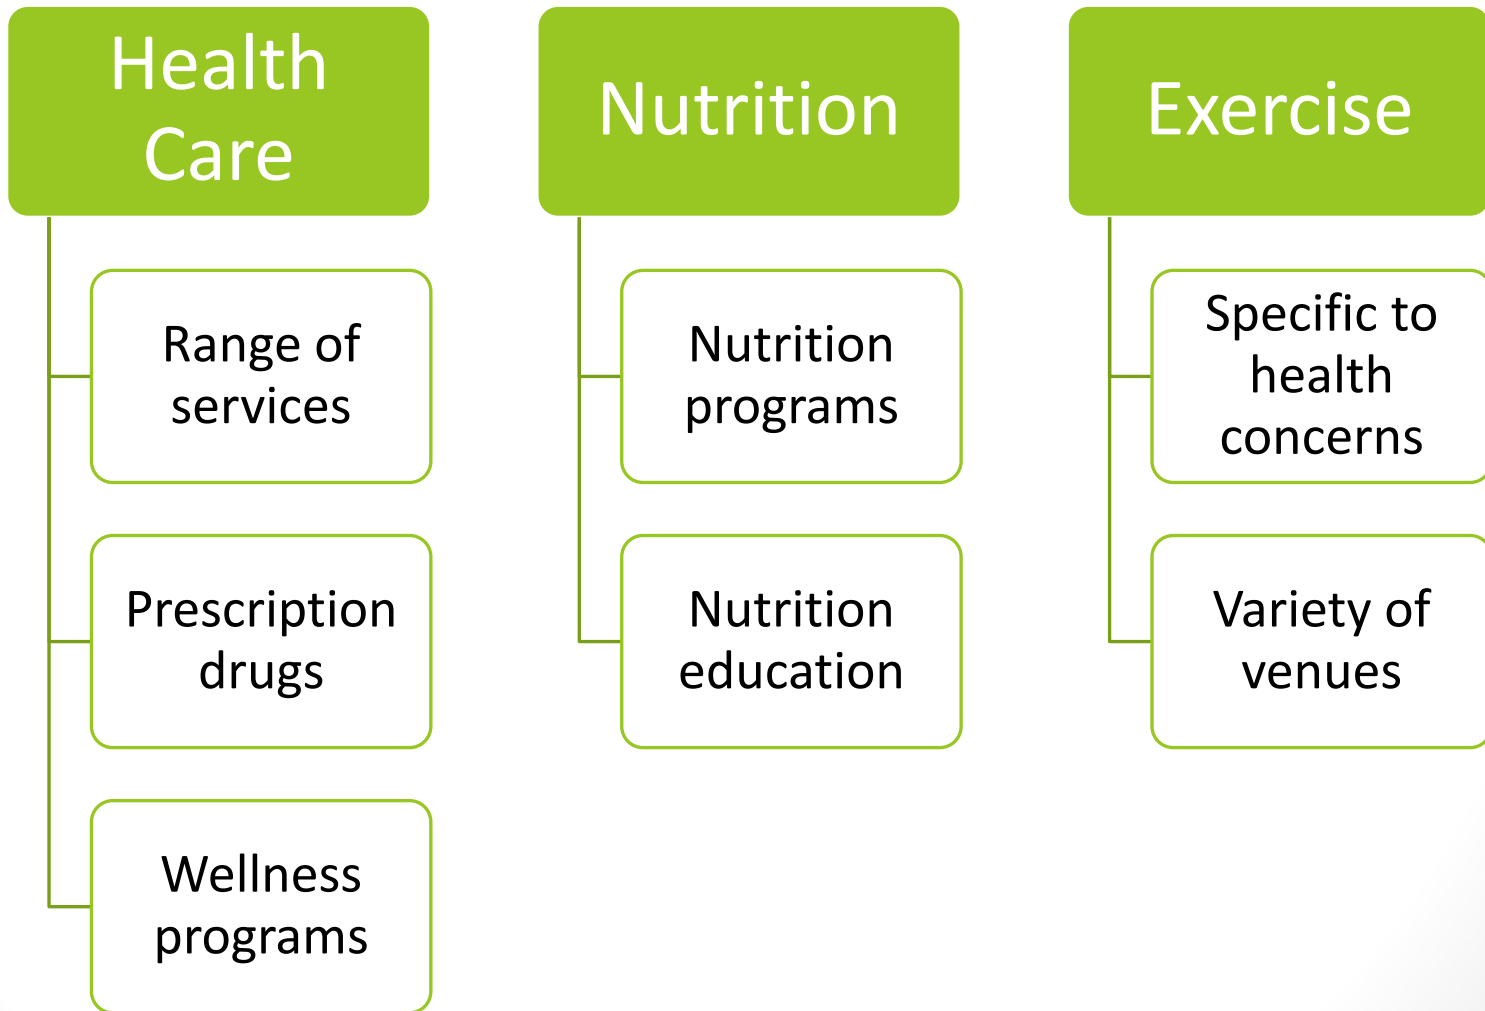 Health
Care
Range of
services
Prescription
drugs
Wellness
programs
Nutrition
Nutrition
programs
Nutrition
education
Exercise
Specific to
health
concerns
Variety of
venues